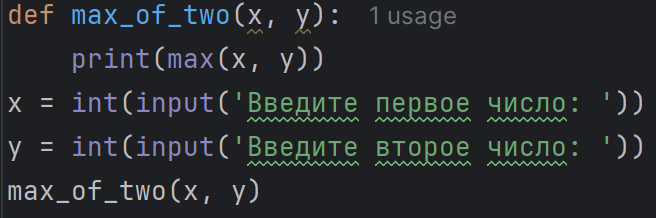 def max_of_two(x, y): 1 usage
    print(max(x, y))
x = int(input('Введите первое число: '))
y = int(input('Введите второе число: '))
max_of_two(x, y)